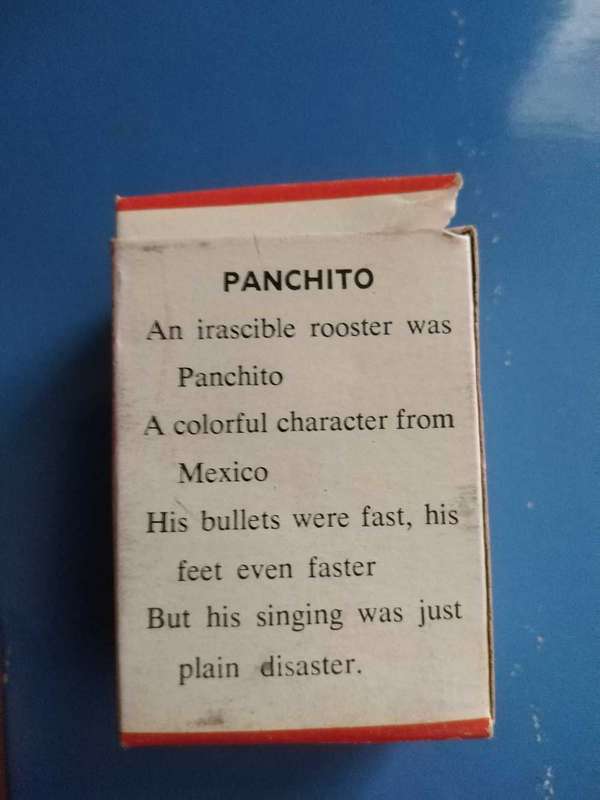 PANCHITO
An irascible rooster was
Panchito
A colorful character from
Mexico
His bullets were fast, his
feet even faster
But his singing was just
plain disaster.